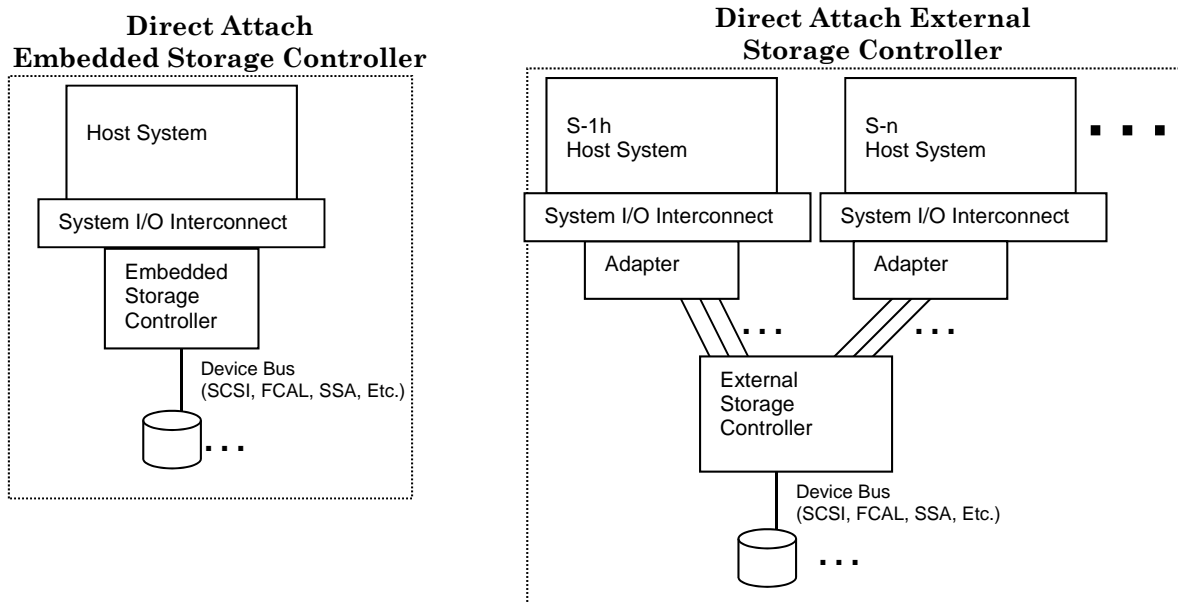 Direct Attach
Embedded Storage Controller
Host System
System I/O Interconnect
Embedded
Storage
Controller
Device Bus
(SCSI, FCAL, SSA, Etc.)
...
Direct Attach External
Storage Controller
S-1h
Host System
S-n
Host System
...
System I/O Interconnect
System I/O Interconnect
Adapter
Adapter
...
...
External
Storage
Controller
Device Bus
(SCSI, FCAL, SSA, Etc.)
...